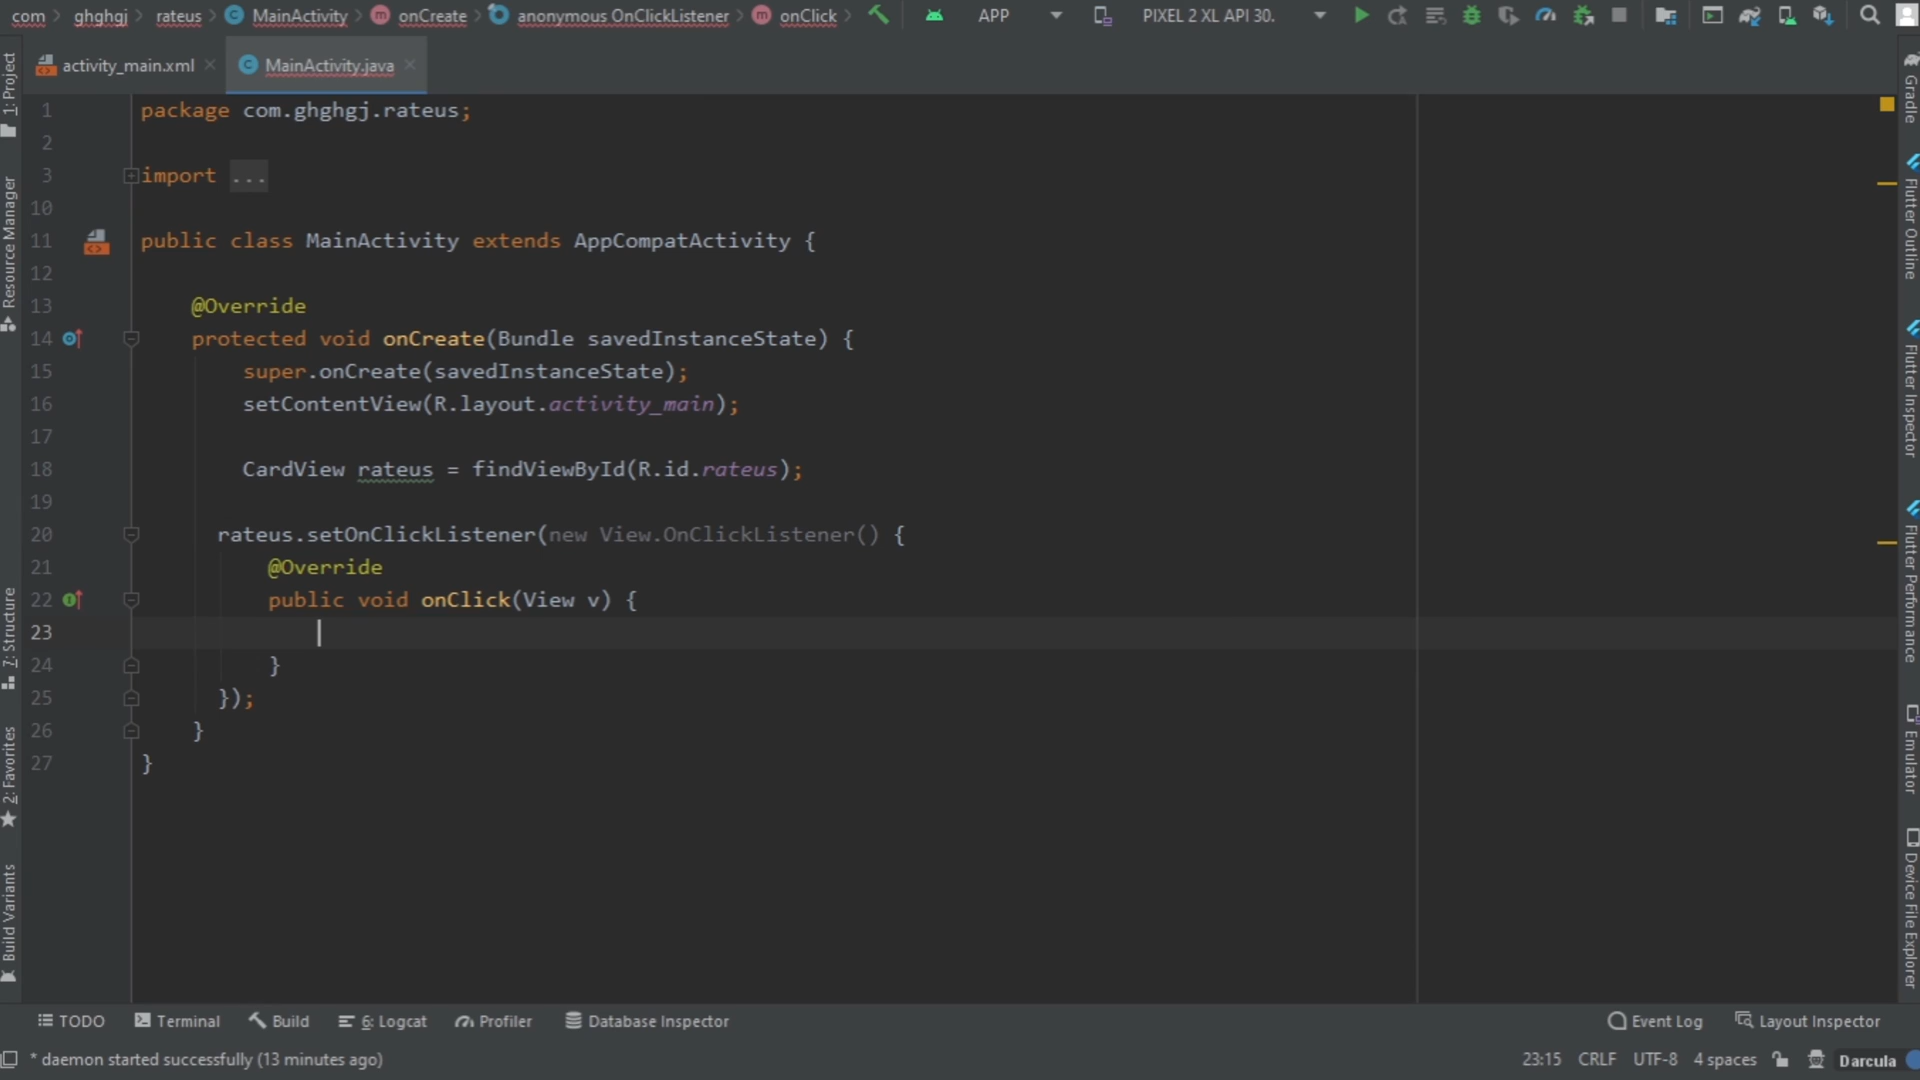 com ghghgj rateus MainActivity onCreate anonymous OnClickListener onClick APP PIXEL 2 XL API 30.
activity_main.xml MainActivity.java
1 package com.ghghgj.rateus;
2
3 import ...
10
11 public class MainActivity extends AppCompatActivity {
12
13 @Override
14 protected void onCreate(Bundle savedInstanceState) {
15 super.onCreate(savedInstanceState);
16 setContentView(R.layout.activity_main);
17
18 CardView rateus = findViewById(R.id.rateus);
19
20 rateus.setOnClickListener(new View.OnClickListener() {
21 @Override
22 public void onClick(View v) {
23
24 }
25 });
26 }
27 }
1: Project
Resource Manager
7: Structure
2: Favorites
Build Variants
Gradle
Flutter Outline
Flutter Inspector
Flutter Performance
Emulator
Device File Explorer
TODO Terminal Build 6: Logcat Profiler Database Inspector Event Log Layout Inspector
* daemon started successfully (13 minutes ago) 23:15 CRLF UTF-8 4 spaces Darcula